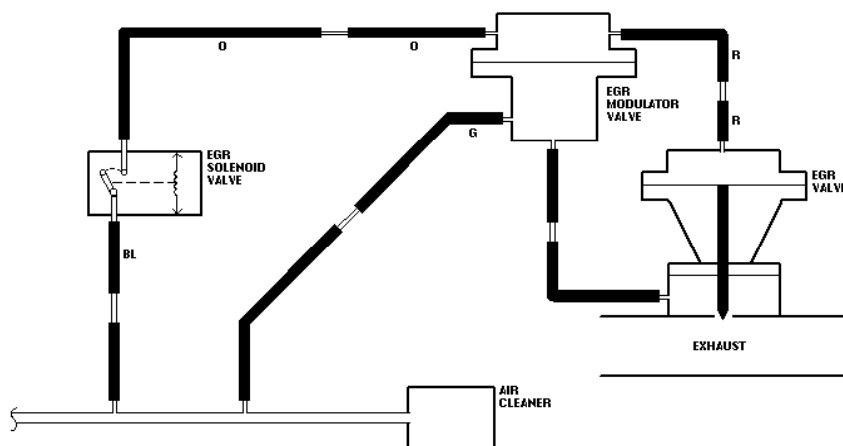 O
O
R
EGR
MODULATOR
VALVE
R
G
EGR
SOLENOID
VALVE
EGR
VALVE
BL
EXHAUST
AIR
CLEANER